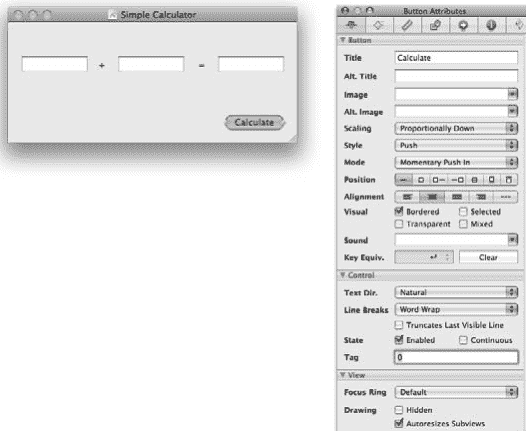 Simple Calculator
+
=
Calculate
Button Attributes
Button
Title Calculate
Alt. Title
Image
Alt. Image
Scaling Proportionally Down
Style Push
Mode Momentary Push In
Position
Alignment
Visual Bordered Selected
Transparent Mixed
Sound
Key Equiv. Clear
Control
Text Dir. Natural
Line Breaks Word Wrap
Truncates Last Visible Line
State Enabled Continuous
Tag 0
View
Focus Ring Default
Drawing Hidden
Autoresizes Subviews